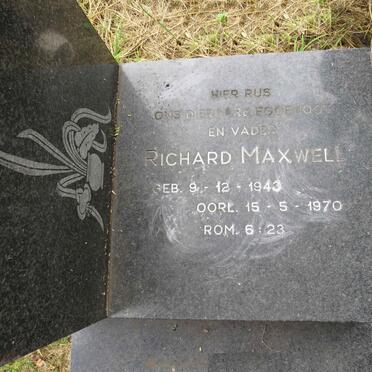 HIER RUS
ONS DIERBARE EGGENOOT
EN VADER
RICHARD MAXWELL
GEB. 9 - 12 - 1943
OORL. 15 - 5 - 1970
ROM. 6 : 23